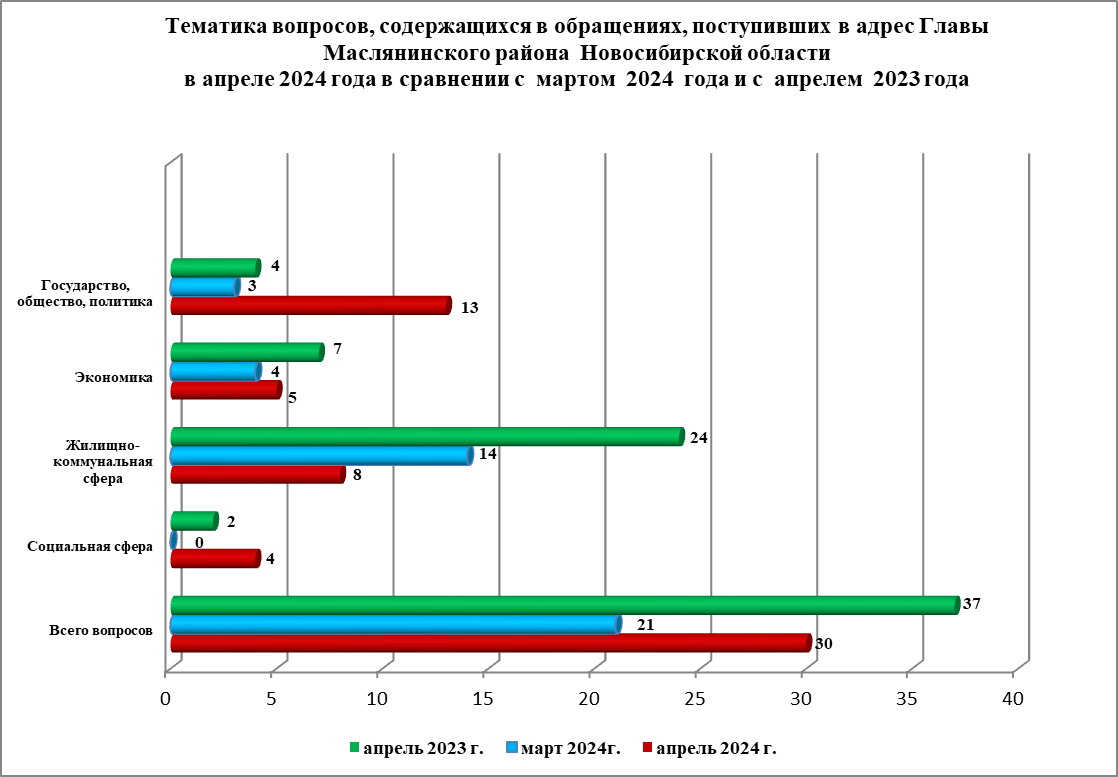 Тематика вопросов, содержащихся в обращениях, поступивших в адрес Главы
Маслянинского района Новосибирской области
в апреле 2024 года в сравнении с мартом 2024 года и с апрелем 2023 года
Государство,
общество, политика
4
3
13
Экономика
7
4
5
Жилищно-
коммунальная
сфера
24
14
8
Социальная сфера
2
0
4
Всего вопросов
37
21
30
0 5 10 15 20 25 30 35 40
апрель 2023 г. март 2024г. апрель 2024 г.